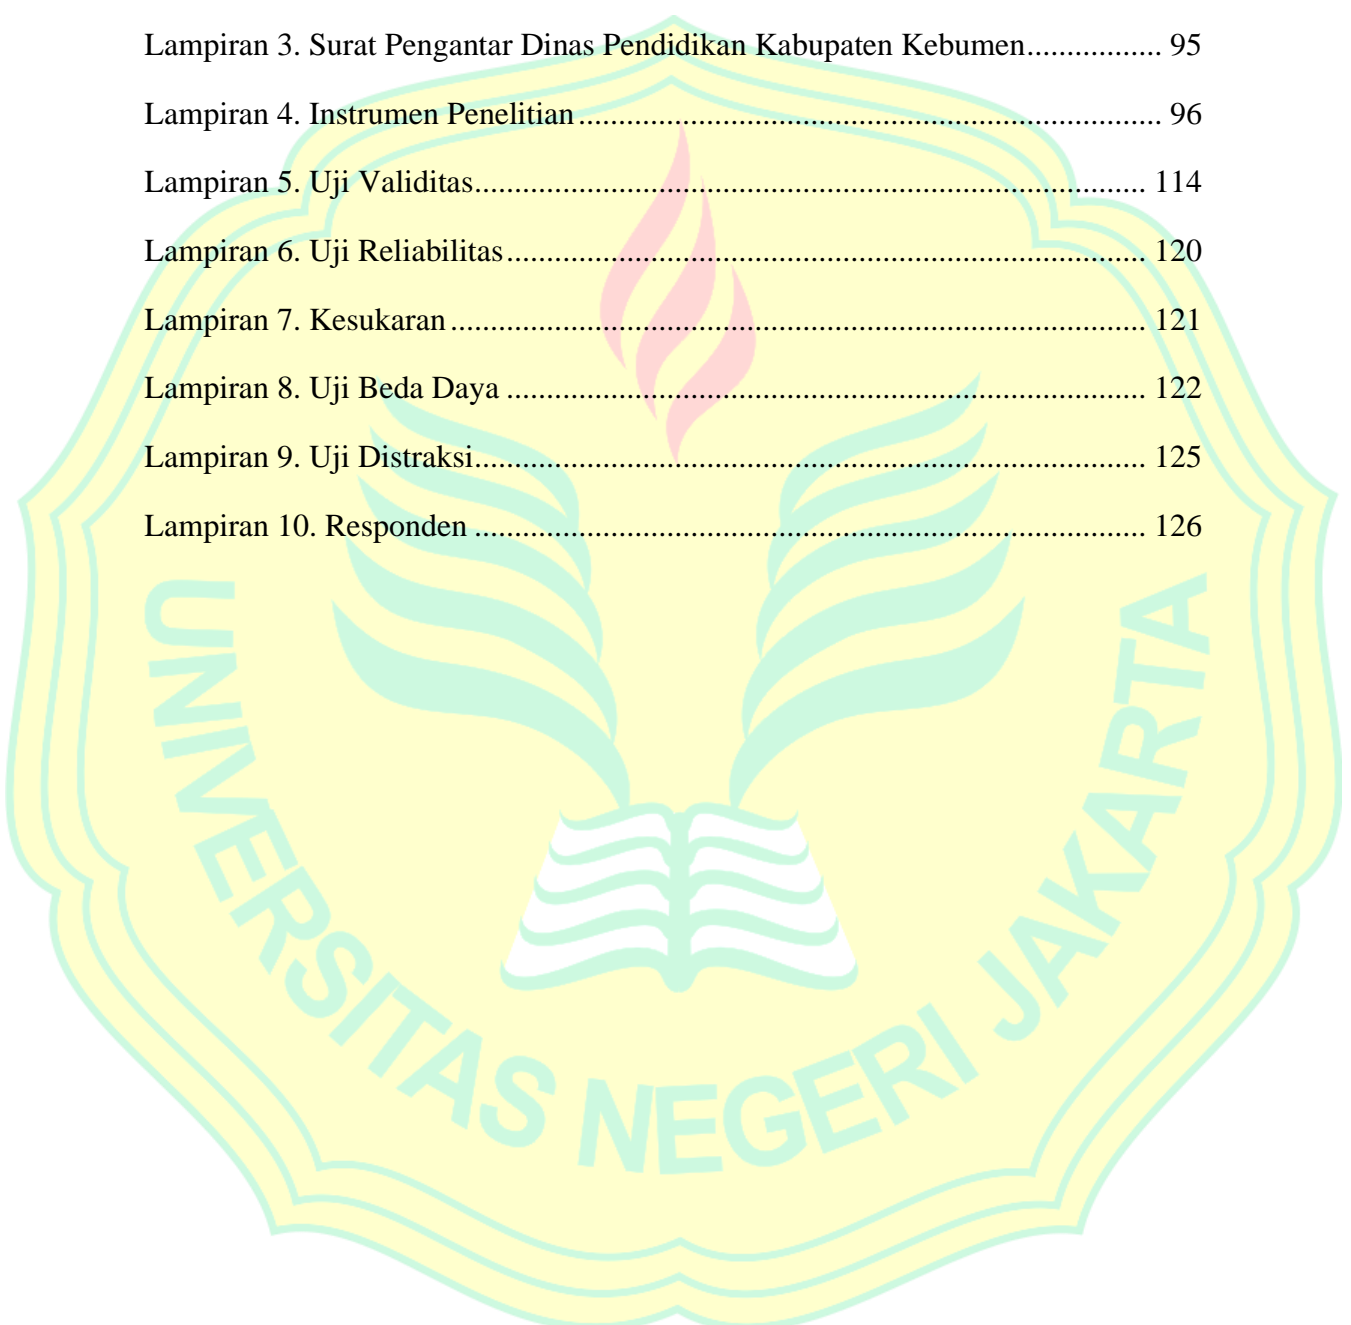 Lampiran 3. Surat Pengantar Dinas Pendidikan Kabupaten Kebumen................ 95
Lampiran 4. Instrumen Penelitian........................................................................ 96
Lampiran 5. Uji Validitas................................................................................... 114
Lampiran 6. Uji Reliabilitas............................................................................... 120
Lampiran 7. Kesukaran...................................................................................... 121
Lampiran 8. Uji Beda Daya............................................................................... 122
Lampiran 9. Uji Distraksi................................................................................... 125
Lampiran 10. Responden................................................................................... 126
UNIVERSITAS NEGERI JAKARTA